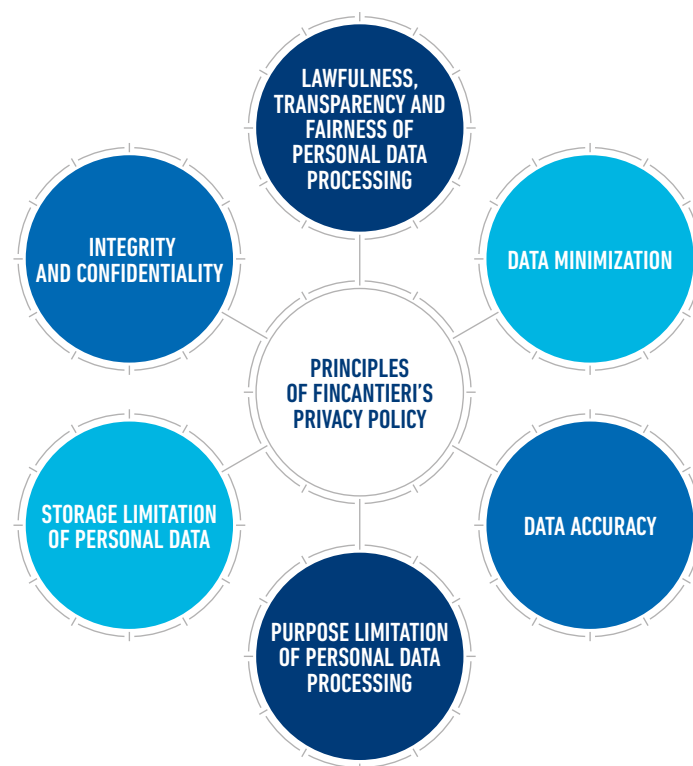 LAWFULNESS,
TRANSPARENCY AND
FAIRNESS OF
PERSONAL DATA
PROCESSING
INTEGRITY
AND CONFIDENTIALITY
DATA MINIMIZATION
PRINCIPLES
OF FINCANTIERI’S
PRIVACY POLICY
STORAGE LIMITATION
OF PERSONAL DATA
DATA ACCURACY
PURPOSE LIMITATION
OF PERSONAL DATA
PROCESSING